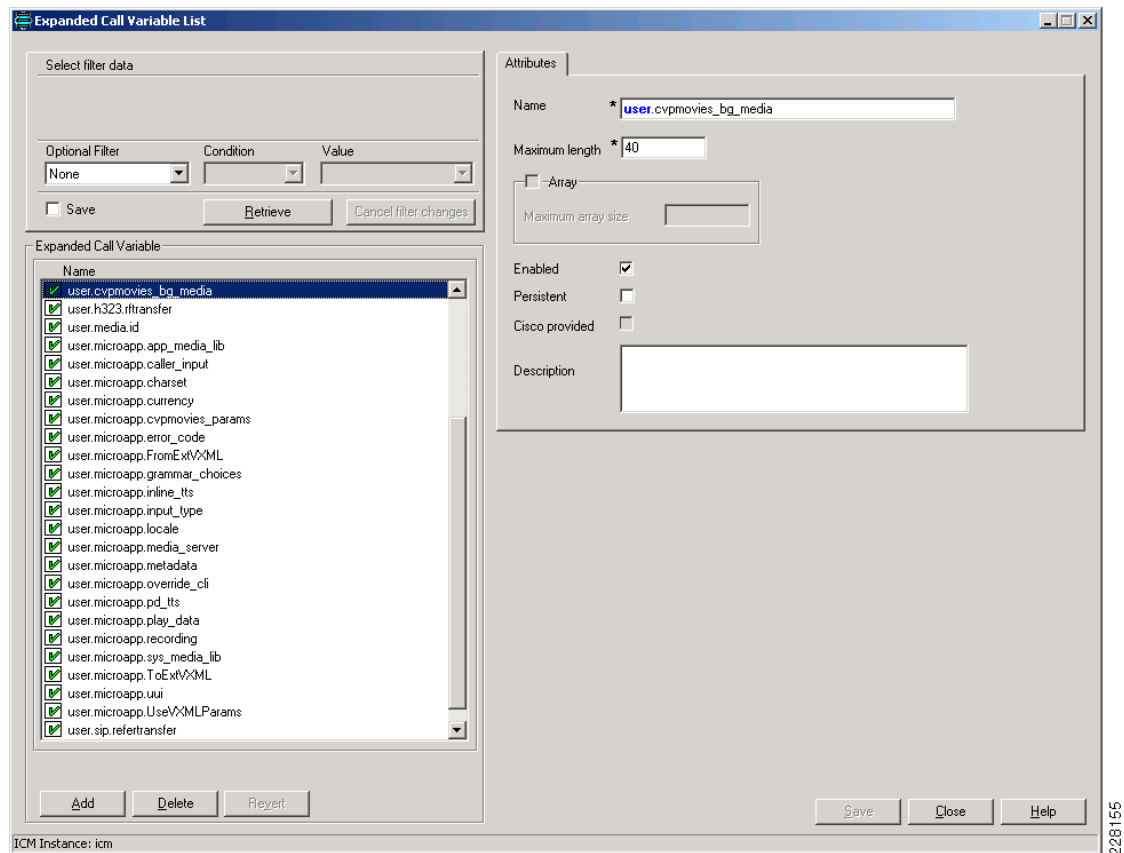 Expanded Call Variable List
Select filter data
Optional Filter Condition Value
None
Save Retrieve Cancel filter changes
Expanded Call Variable
Name
user.cvpmovies_bg_media
user.h323.rftransfer
user.media.id
user.microapp.app_media_lib
user.microapp.caller_input
user.microapp.charset
user.microapp.currency
user.microapp.cvpmovies_params
user.microapp.error_code
user.microapp.FromExtVXML
user.microapp.grammar_choices
user.microapp.inline_tts
user.microapp.input_type
user.microapp.locale
user.microapp.media_server
user.microapp.metadata
user.microapp.override_cli
user.microapp.pd_tts
user.microapp.play_data
user.microapp.recording
user.microapp.sys_media_lib
user.microapp.ToExtVXML
user.microapp.uui
user.microapp.UseVXMLParams
user.sip.refertransfer
Add Delete Revert
Attributes
Name * user.cvpmovies_bg_media
Maximum length * 40
Array
Maximum array size
Enabled
Persistent
Cisco provided
Description
Save Close Help
ICM Instance: icm
228155